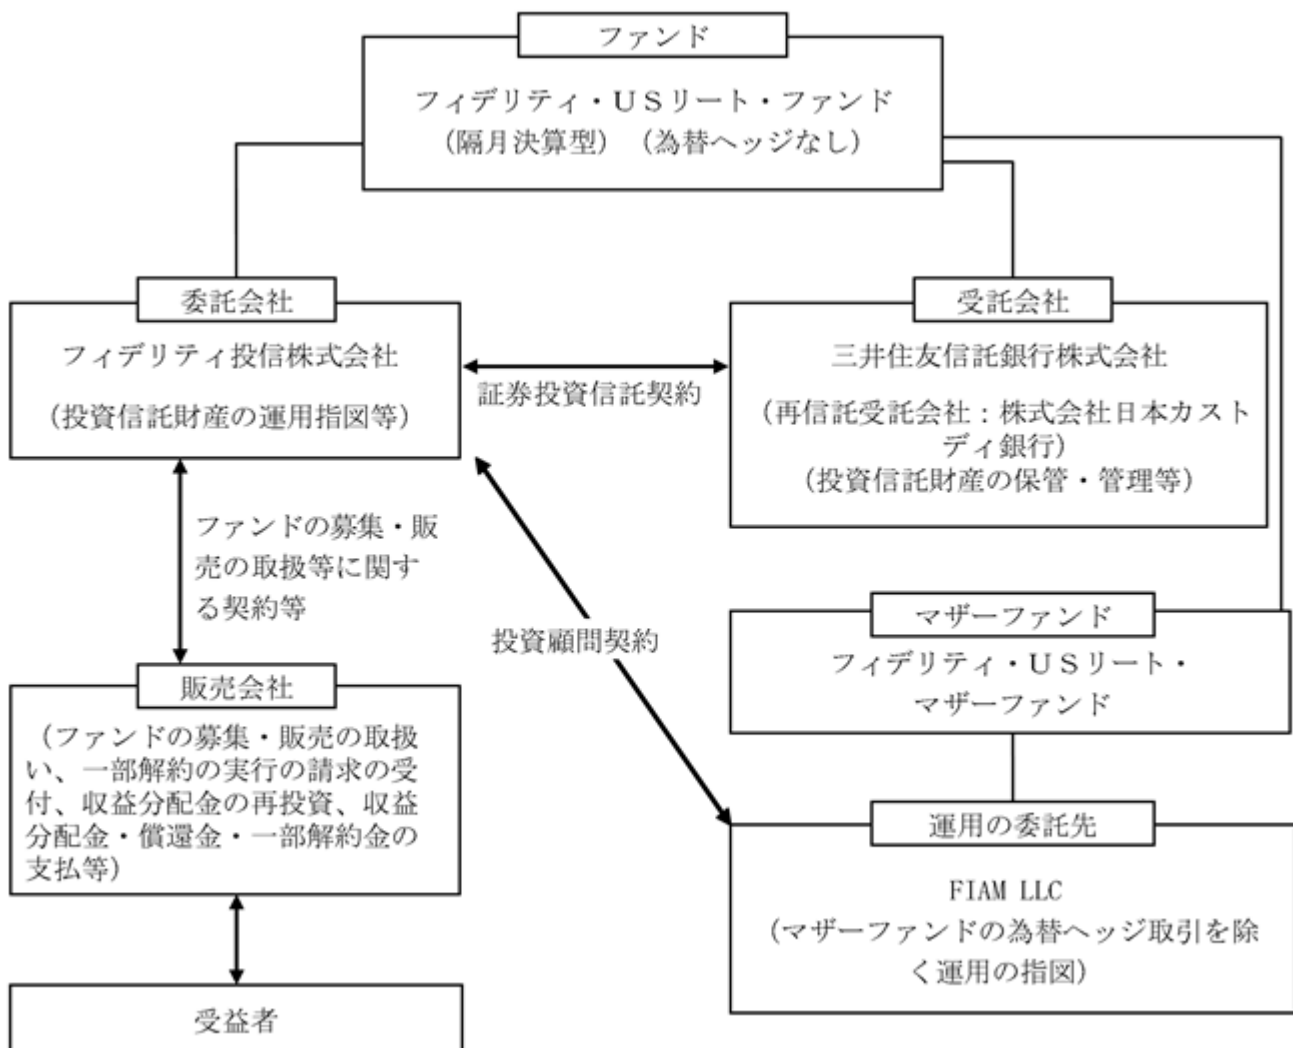 ファンド
フィデリティ・ＵＳリート・ファンド
（隔月決算型）（為替ヘッジなし）
委託会社
フィデリティ投信株式会社
（投資信託財産の運用指図等）
証券投資信託契約
受託会社
三井住友信託銀行株式会社
（再信託受託会社：株式会社日本カスト
ディ銀行）
（投資信託財産の保管・管理等）
ファンドの募集・販
売の取扱等に関す
る契約等
投資顧問契約
マザーファンド
フィデリティ・ＵＳリート・
マザーファンド
販売会社
（ファンドの募集・販売の取扱
い、一部解約の実行の請求の受
付、収益分配金の再投資、収益
分配金・償還金・一部解約金の
支払等）
運用の委託先
FIAM LLC
（マザーファンドの為替ヘッジ取引を除
く運用の指図）
受益者